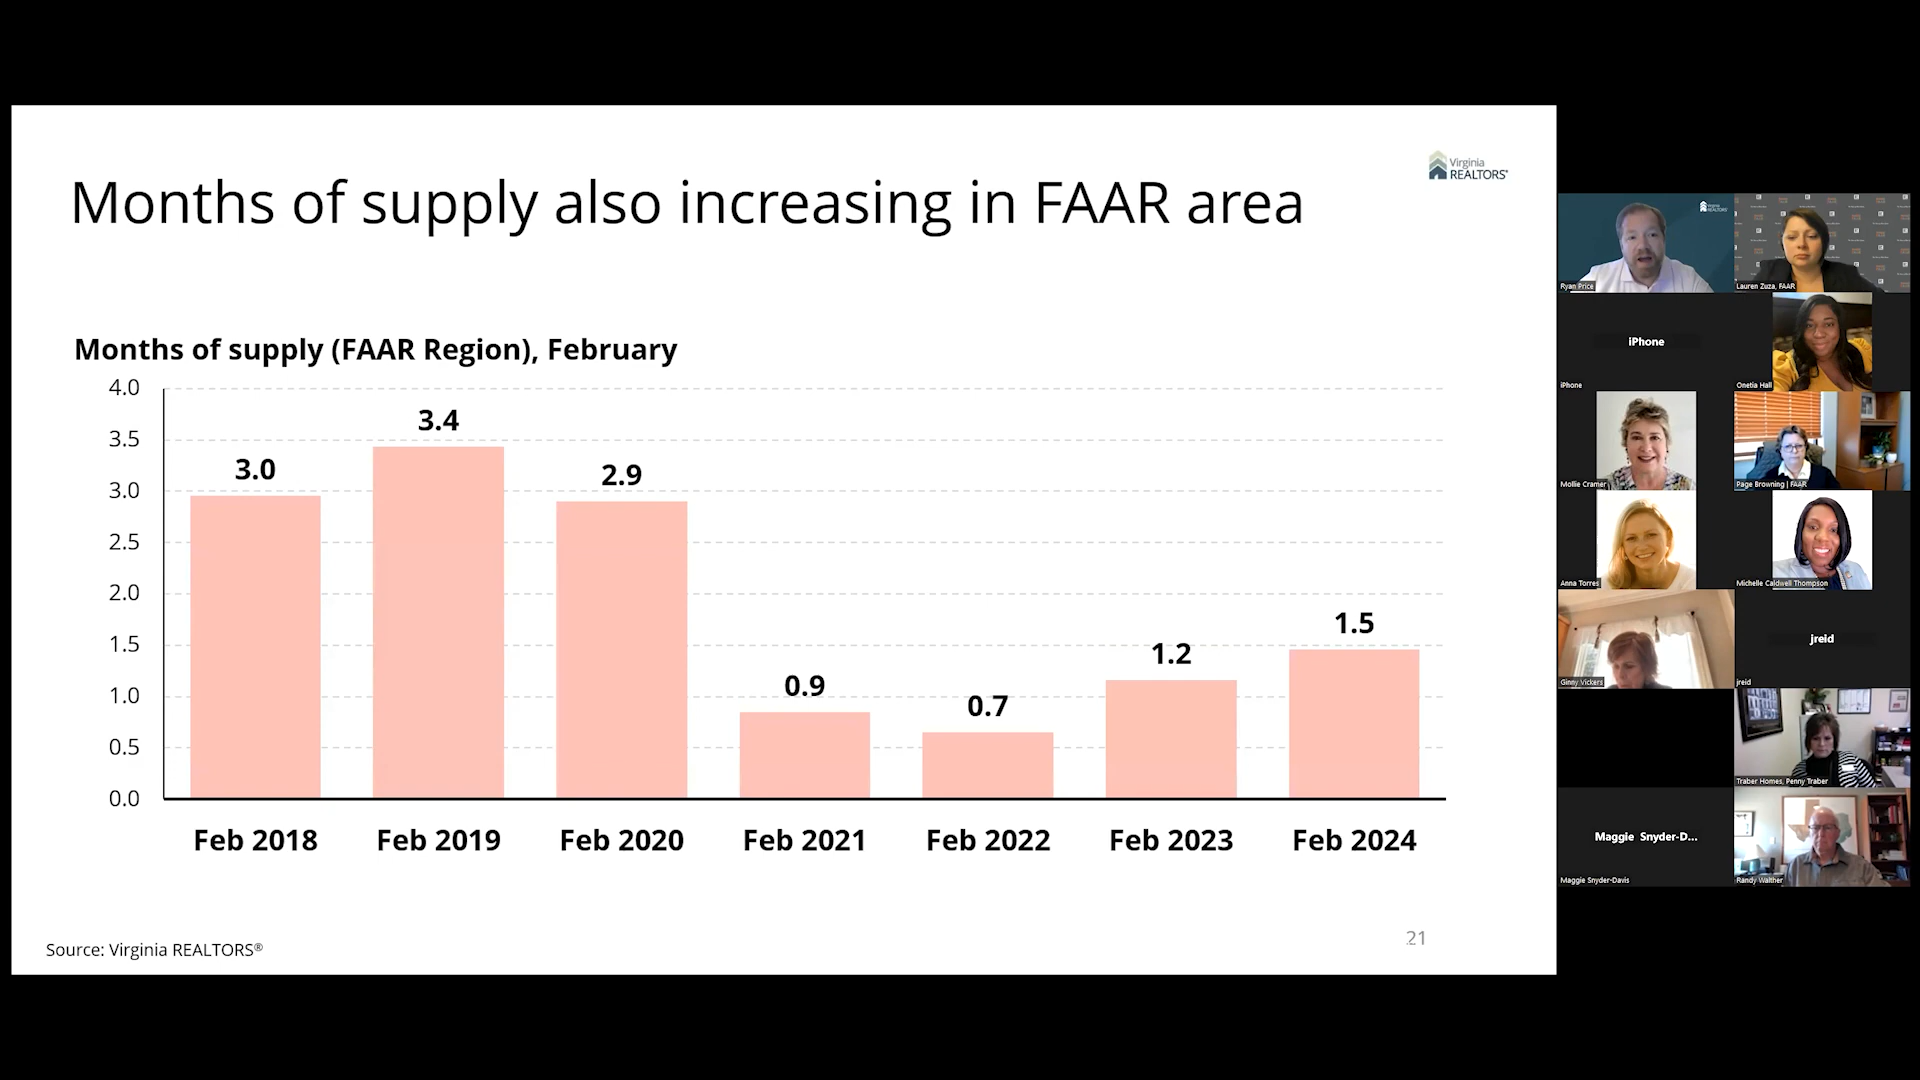 Months of supply also increasing in FAAR area
Virginia
REALTORS®
Months of supply (FAAR Region), February
4.0
3.5
3.0
2.5
2.0
1.5
1.0
0.5
0.0
3.0
3.4
2.9
0.9
0.7
1.2
1.5
Feb 2018
Feb 2019
Feb 2020
Feb 2021
Feb 2022
Feb 2023
Feb 2024
Source: Virginia REALTORS®
21
Virginia
REALTORS
Ryan Price
Lauren Zuza, FAAR
iPhone
iPhone
Onetia Hall
Mollie Cramer
Page Browning | FAAR
Anna Torres
Michelle Caldwell Thompson
Ginny Vickers
jreid
jreid
Traber Homes, Penny Traber
Maggie Snyder-D...
Maggie Snyder-Davis
Randy Walther